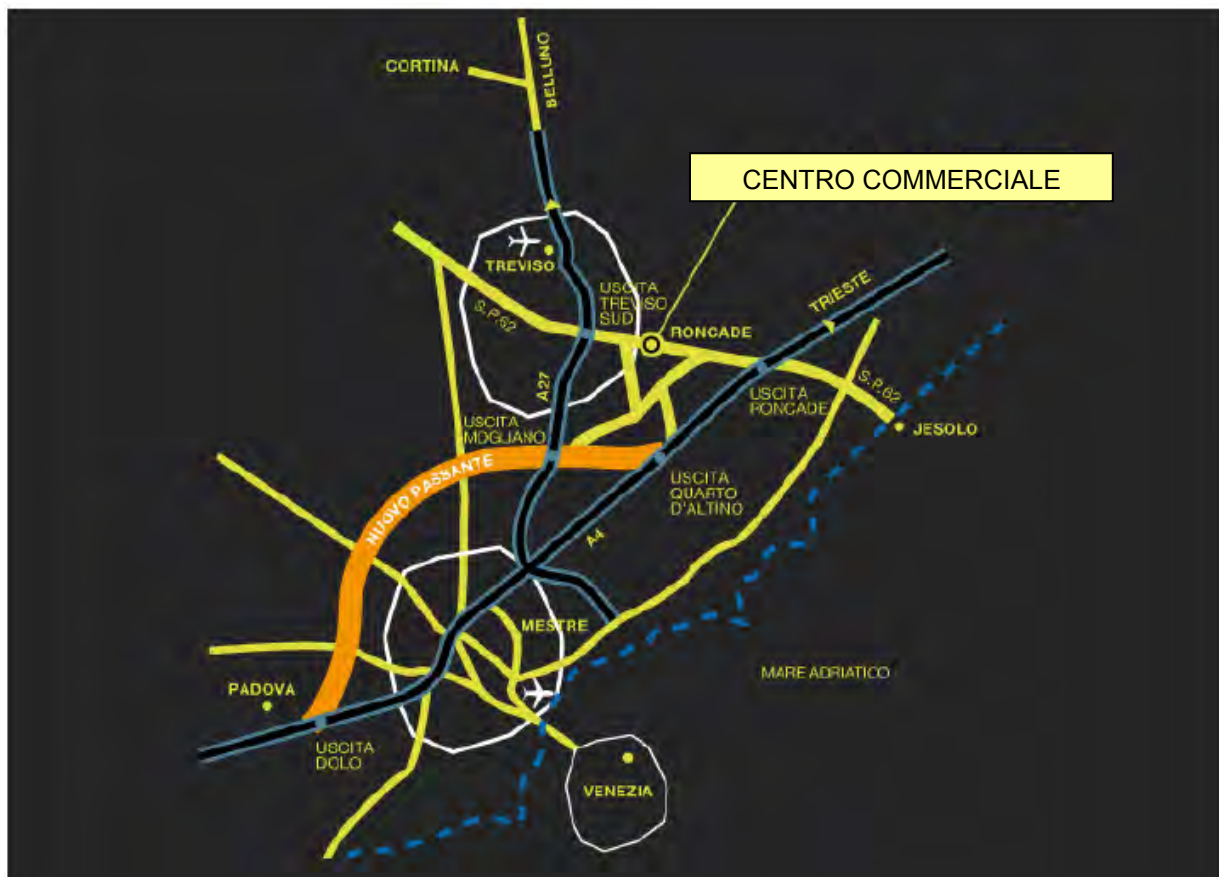 CORTINA
BELLUNO
CENTRO COMMERCIALE
TREVISO
USCITA
TREVISO
SUD
TRIESTE
S.P.62
RONCADE
A27
USCITA
RONCADE
S.P.62
USCITA
MOGLIANO
JESOLO
NUOVO PASSANTE
USCITA
QUARTO
D'ALTINO
A4
MESTRE
MARE ADRIATICO
PADOVA
USCITA
DOLO
VENEZIA